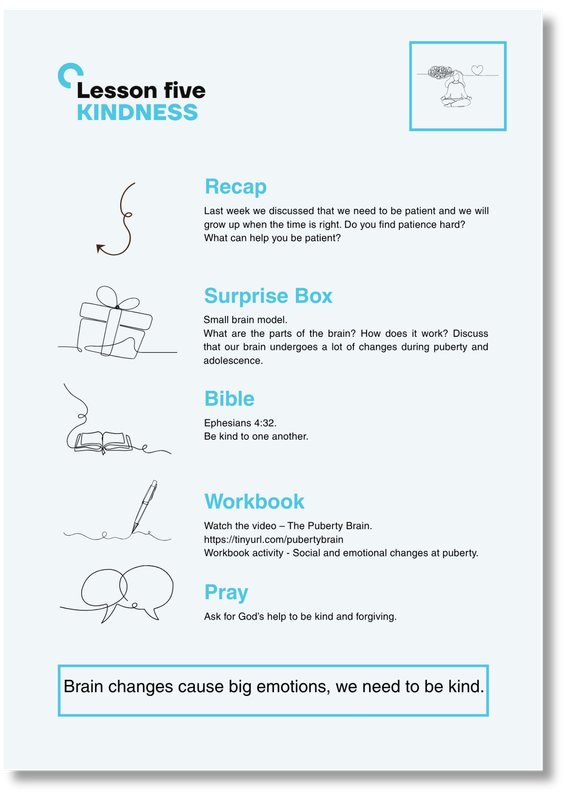 Lesson five
KINDNESS
Recap
Last week we discussed that we need to be patient and we will
grow up when the time is right. Do you find patience hard?
What can help you be patient?
Surprise Box
Small brain model.
What are the parts of the brain? How does it work? Discuss
that our brain undergoes a lot of changes during puberty and
adolescence.
Bible
Ephesians 4:32.
Be kind to one another.
Workbook
Watch the video – The Puberty Brain.
https://tinyurl.com/pubertybrain
Workbook activity - Social and emotional changes at puberty.
Pray
Ask for God's help to be kind and forgiving.
Brain changes cause big emotions, we need to be kind.